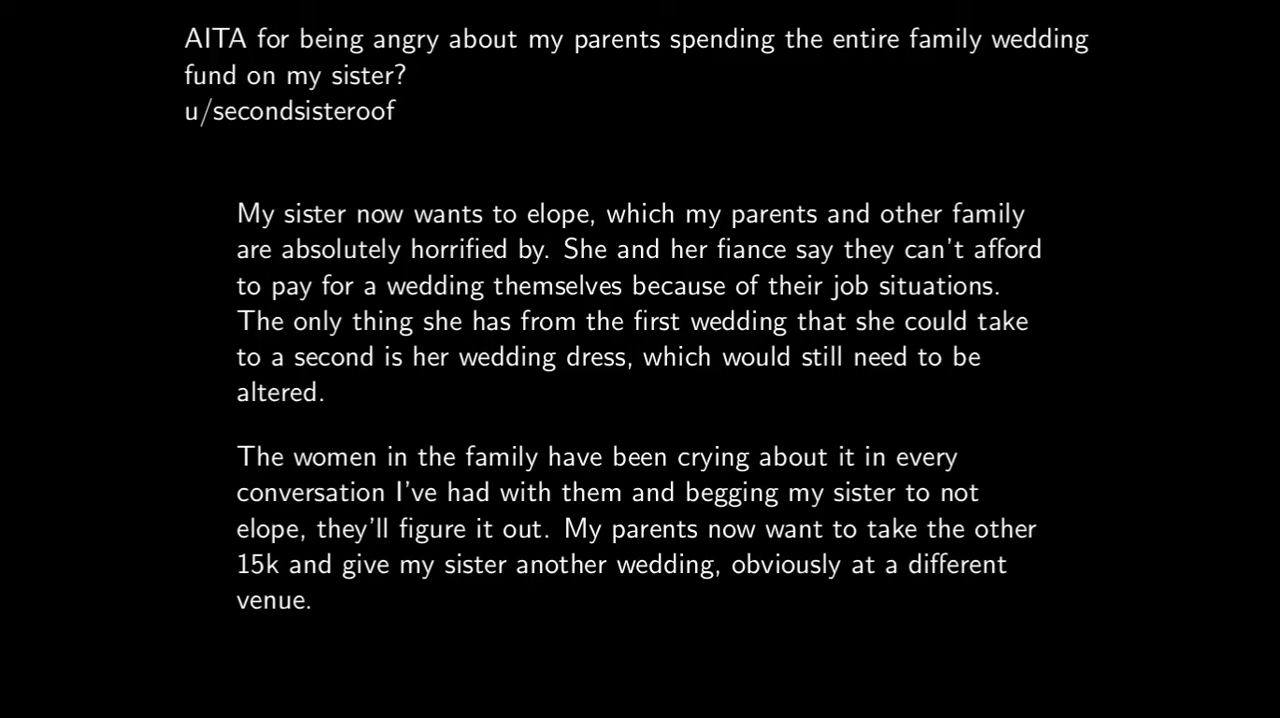 AITA for being angry about my parents spending the entire family wedding
fund on my sister?
u/secondsisteroof
My sister now wants to elope, which my parents and other family
are absolutely horrified by. She and her fiance say they can't afford
to pay for a wedding themselves because of their job situations.
The only thing she has from the first wedding that she could take
to a second is her wedding dress, which would still need to be
altered.
The women in the family have been crying about it in every
conversation I've had with them and begging my sister to not
elope, they'll figure it out. My parents now want to take the other
15k and give my sister another wedding, obviously at a different
venue.